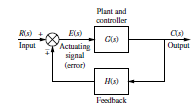 Plant and
controller
R(s) + E(s) C(s)
G(s)
Input Actuating Output
∓ signal
(error)
H(s)
Feedback